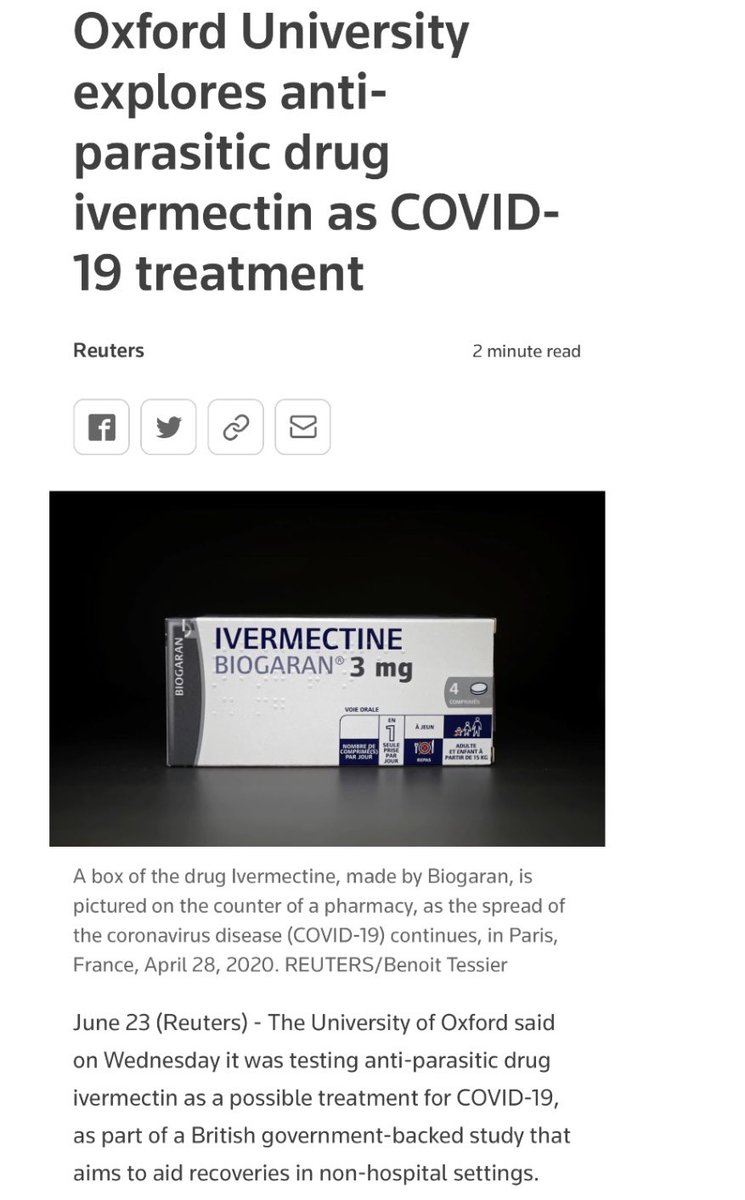 Oxford University
explores anti-
parasitic drug
ivermectin as COVID-
19 treatment
Reuters
2 minute read
BIOGARAN
IVERMECTINE
BIOGARAN® 3 mg
4
COMPRIMÉS
VOIE ORALE
NOMBRE DE
COMPRIMÉ(S)
PAR JOUR
EN
1
SEULE
PRISE
PAR
JOUR
À JEUN
REPAS
ADULTE
ET ENFANT À
PARTIR DE 15 KG
A box of the drug Ivermectine, made by Biogaran, is
pictured on the counter of a pharmacy, as the spread of
the coronavirus disease (COVID-19) continues, in Paris,
France, April 28, 2020. REUTERS/Benoit Tessier
June 23 (Reuters) - The University of Oxford said
on Wednesday it was testing anti-parasitic drug
ivermectin as a possible treatment for COVID-19,
as part of a British government-backed study that
aims to aid recoveries in non-hospital settings.